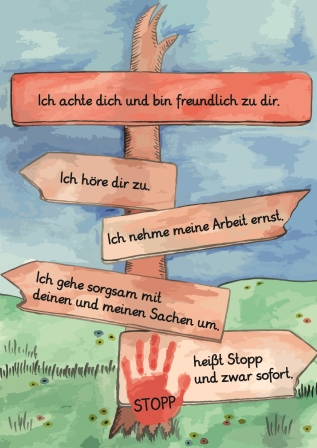 Ich achte dich und bin freundlich zu dir.
Ich höre dir zu.
Ich nehme meine Arbeit ernst.
Ich gehe sorgsam mit
deinen und meinen Sachen um.
heißt Stopp
und zwar sofort.
STOPP